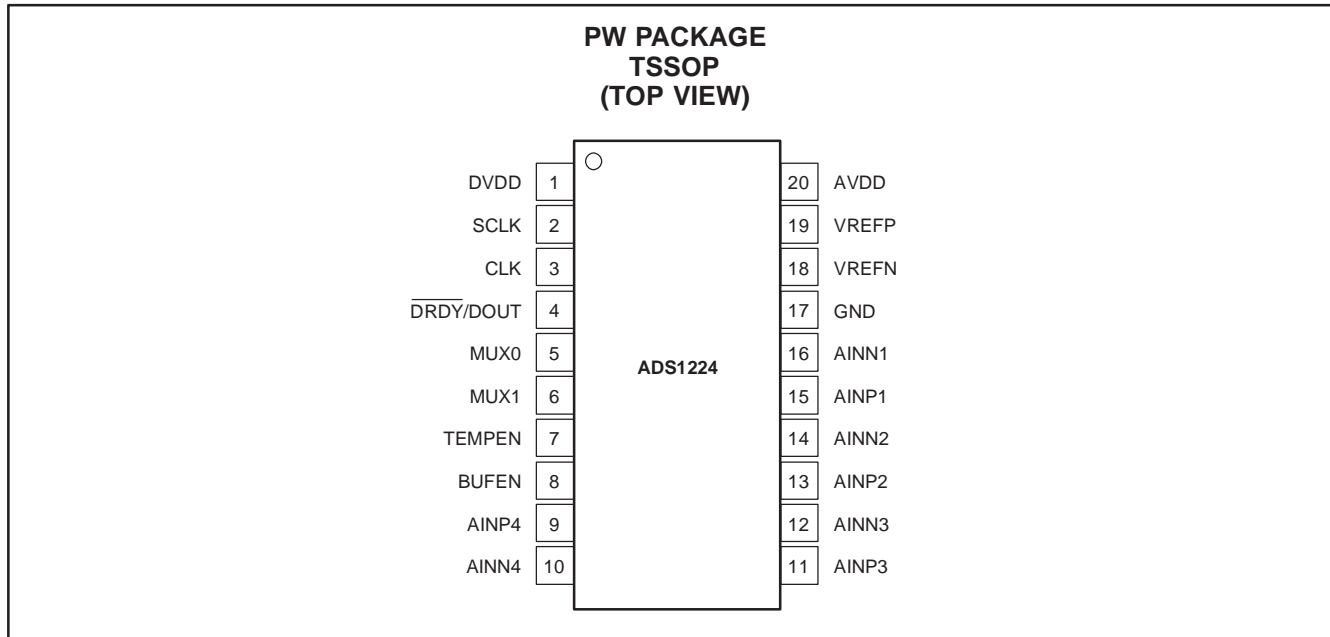 PW PACKAGE
TSSOP
(TOP VIEW)
DVDD 1 20 AVDD
SCLK 2 19 VREFP
CLK 3 18 VREFN
D̅R̅D̅Y̅/DOUT 4 17 GND
MUX0 5 16 AINN1
ADS1224
MUX1 6 15 AINP1
TEMPEN 7 14 AINN2
BUFEN 8 13 AINP2
AINP4 9 12 AINN3
AINN4 10 11 AINP3